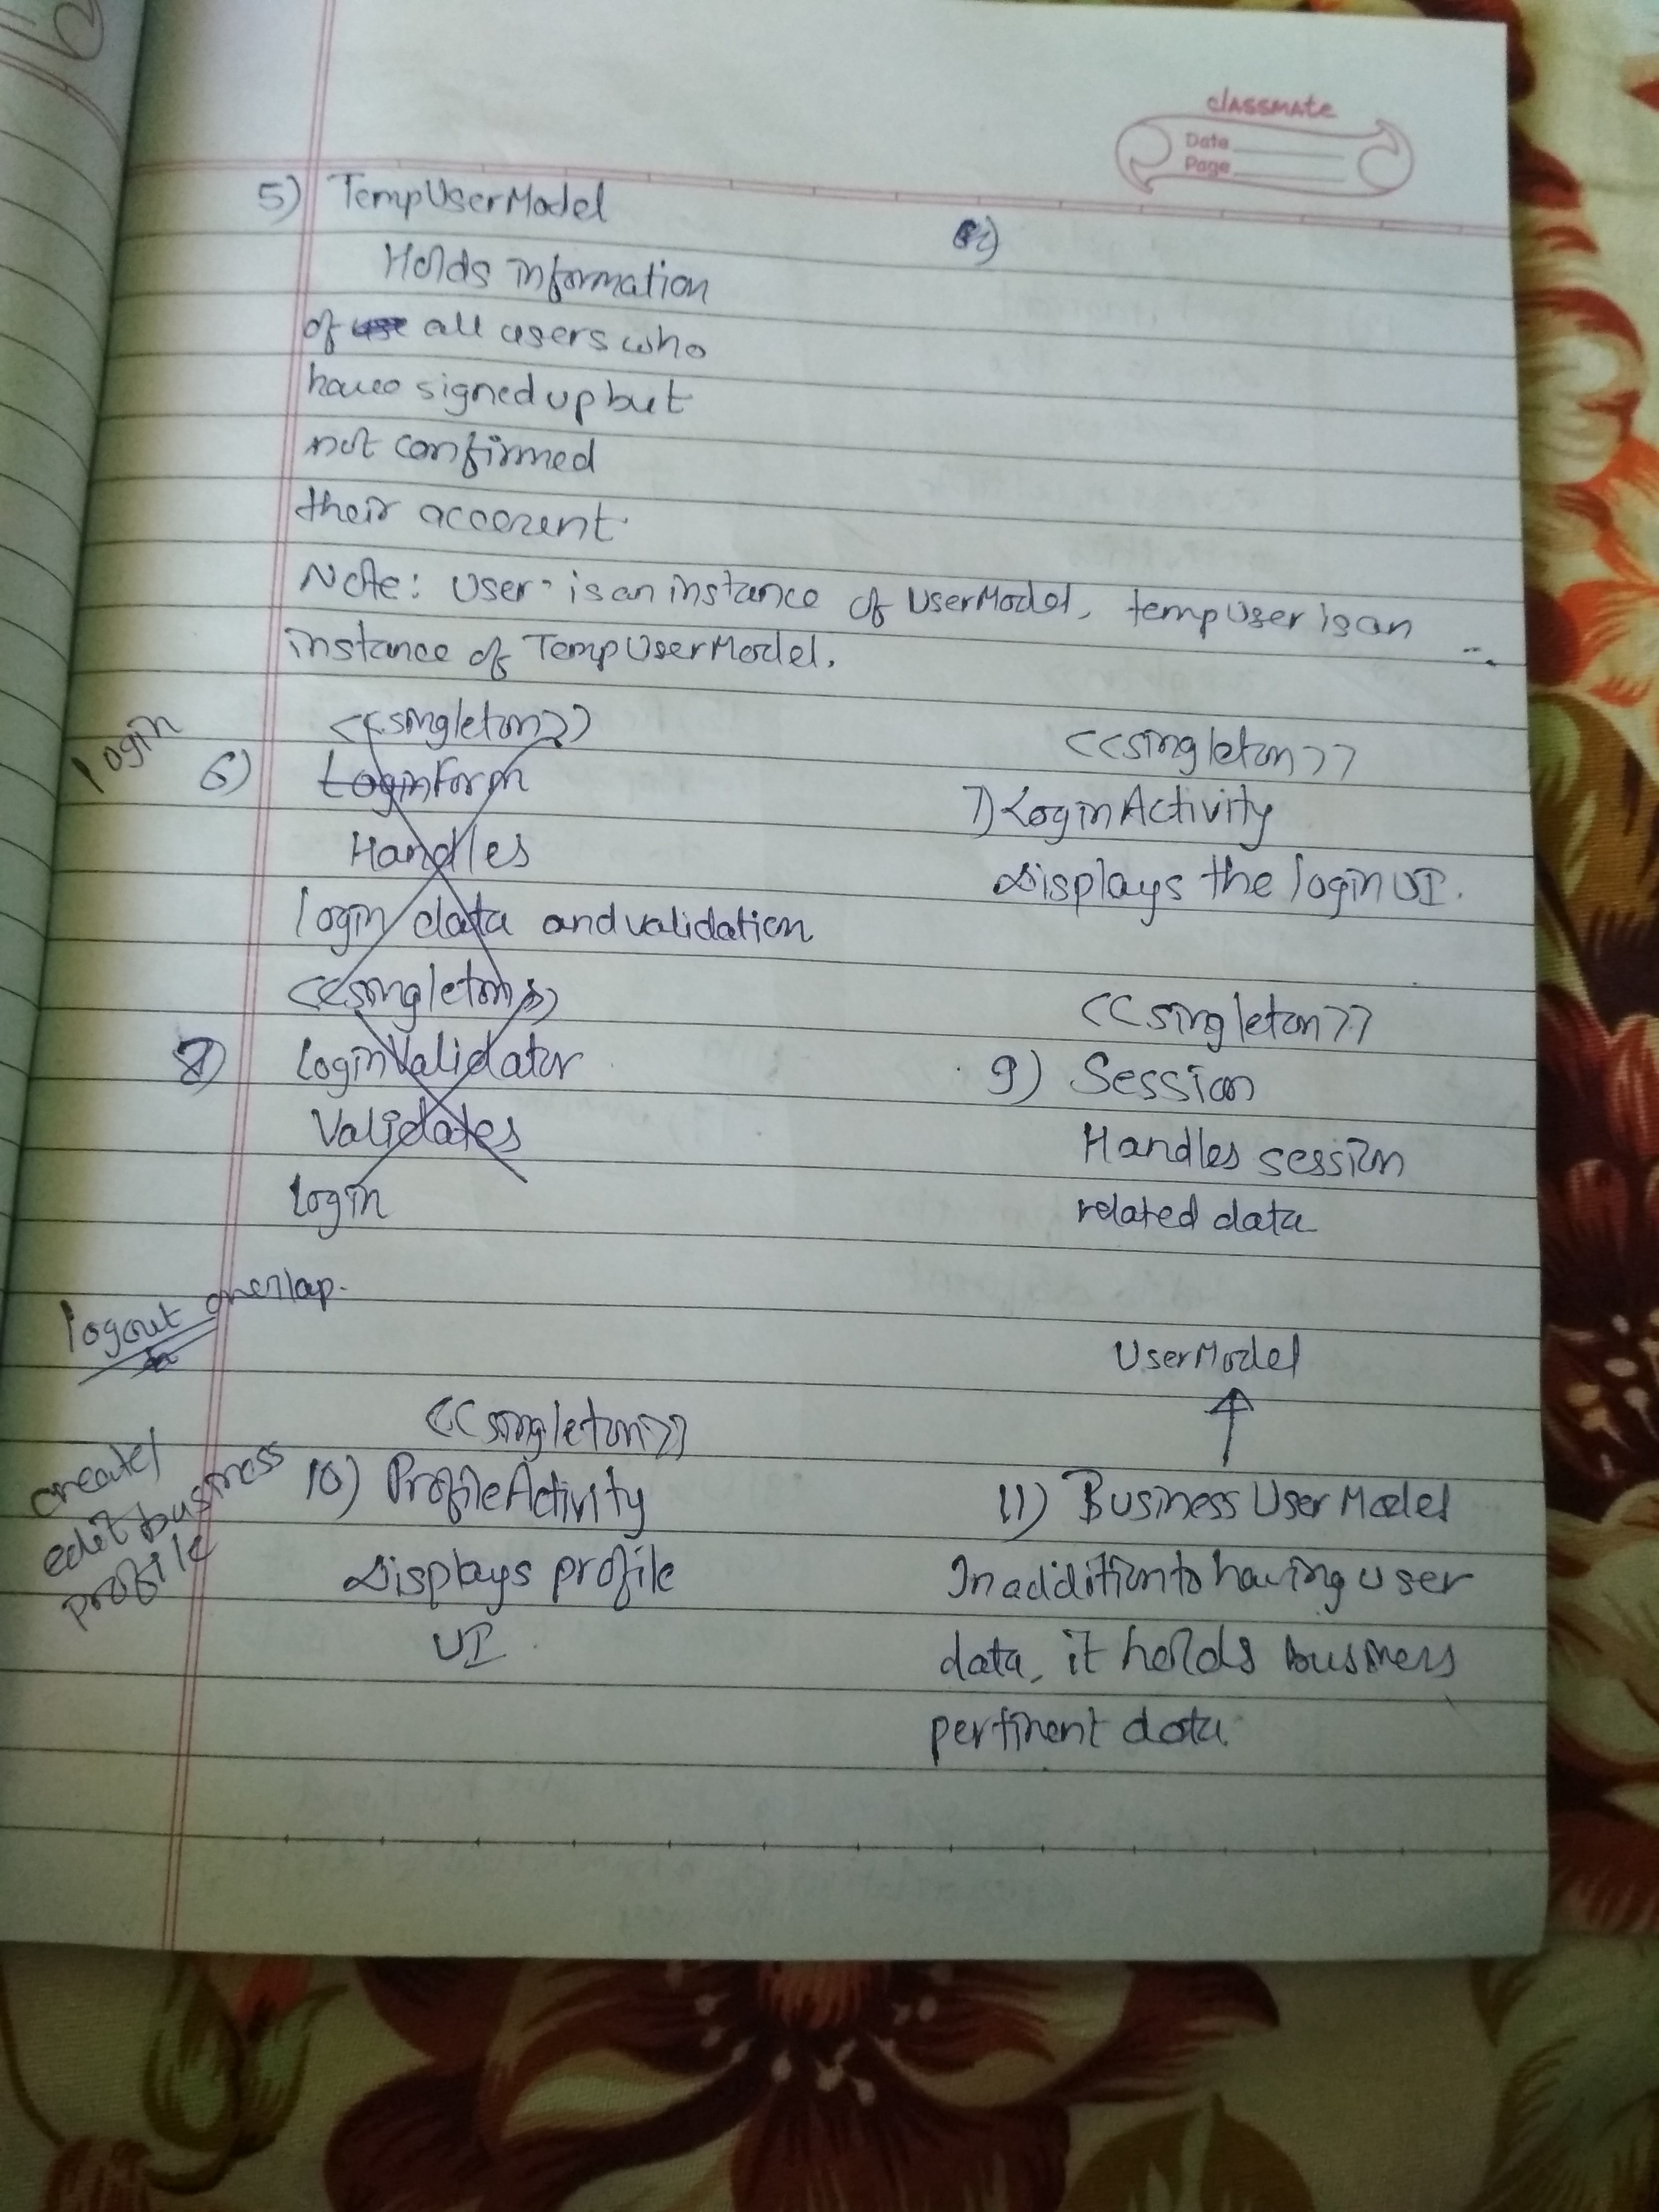 classmate
Date
Page
5) TempUserModel
Holds information
of all users who
have signed up but
not confirmed
their account
Note: User is an instance of UserModel, tempUser is an
instance of TempUserModel.
login
<<singleton>>
6) LoginForm
Handles
login data and validation
<<singleton>>
7) LoginActivity
Displays the login UI.
<<singleton>>
8) LoginValidator
Validates
login
<<singleton>>
9) Session
Handles session
related data
logout overlap.
create/
edit business
profile
<<singleton>>
10) ProfileActivity
Displays profile
UI
UserModel
11) BusinessUserModel
In addition to having user
data, it holds business
pertinent data